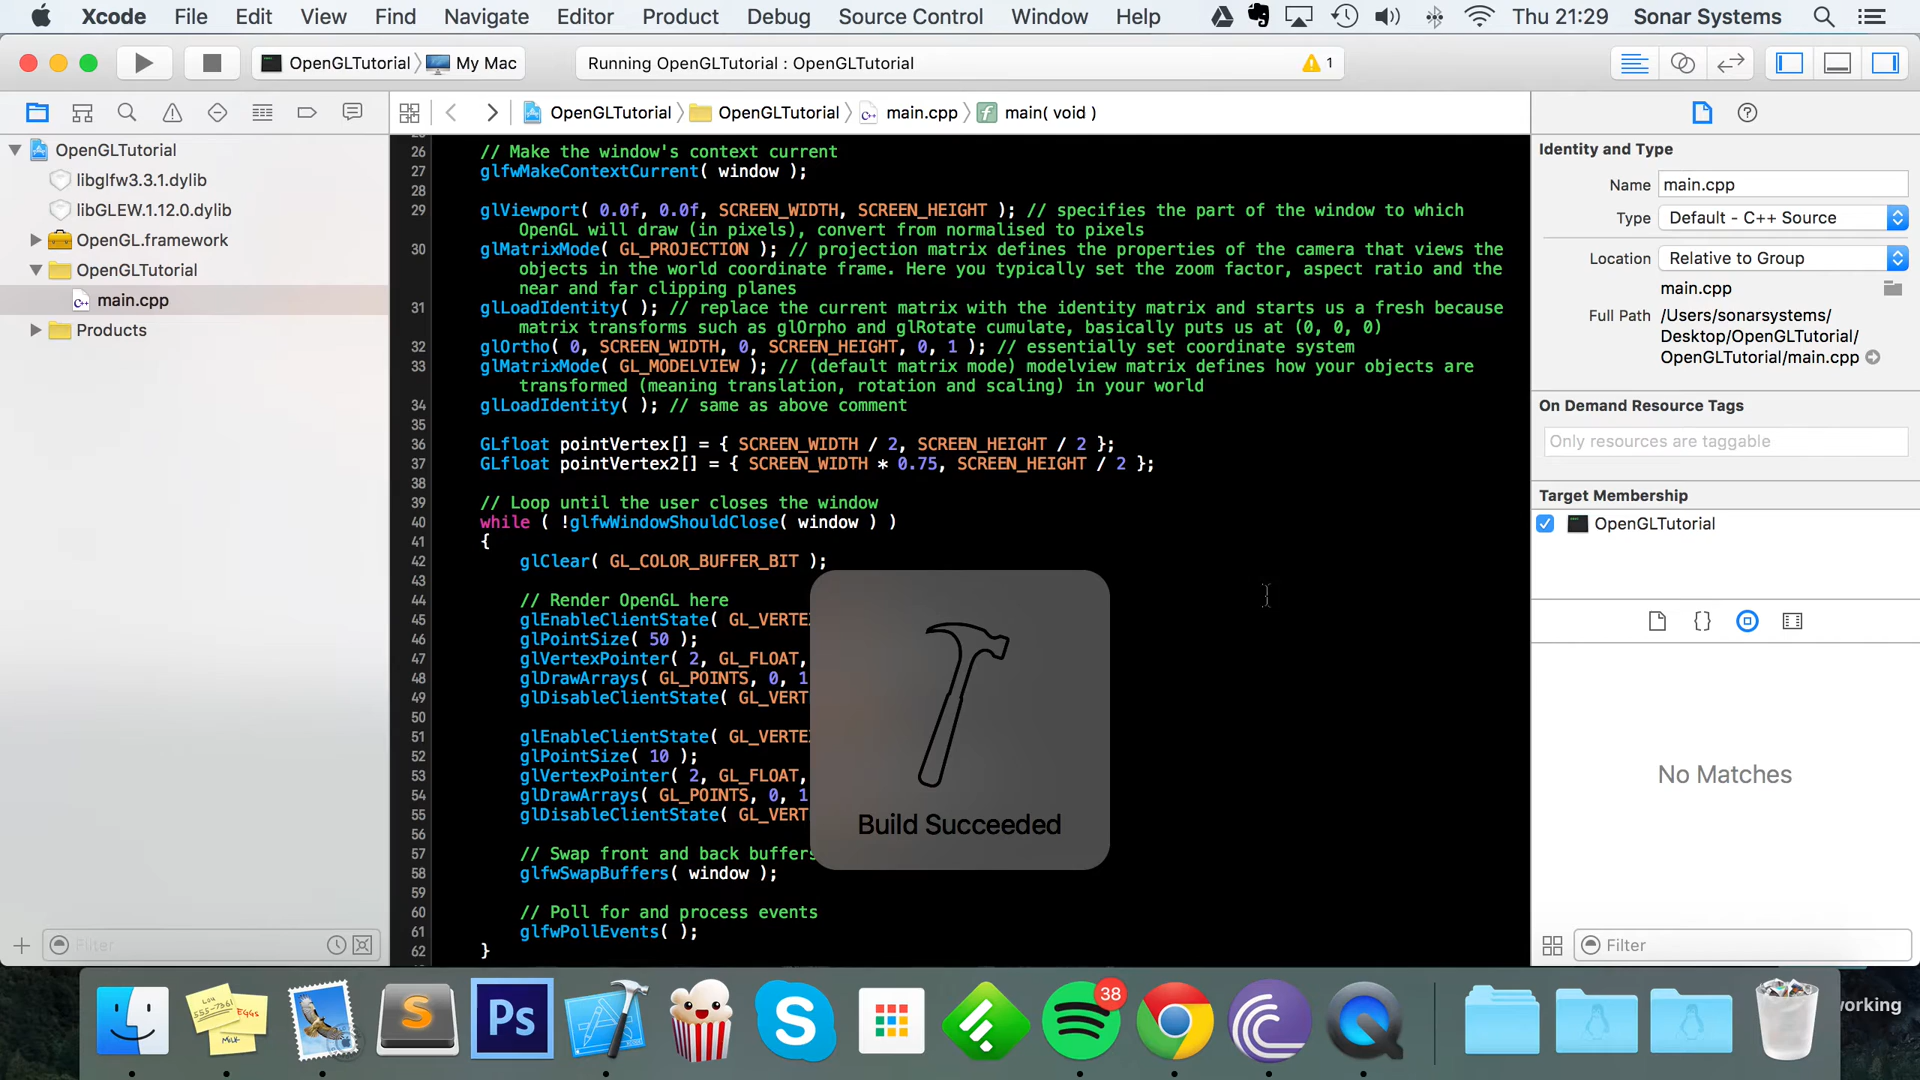 Xcode File Edit View Find Navigate Editor Product Debug Source Control Window Help Thu 21:29 Sonar Systems
OpenGLTutorial My Mac Running OpenGLTutorial : OpenGLTutorial 1
OpenGLTutorial OpenGLTutorial main.cpp main( void )
OpenGLTutorial
libglfw3.3.1.dylib
libGLEW.1.12.0.dylib
OpenGL.framework
OpenGLTutorial
main.cpp
Products
Filter
26 // Make the window's context current
27 glfwMakeContextCurrent( window );
28
29 glViewport( 0.0f, 0.0f, SCREEN_WIDTH, SCREEN_HEIGHT ); // specifies the part of the window to which
OpenGL will draw (in pixels), convert from normalised to pixels
30 glMatrixMode( GL_PROJECTION ); // projection matrix defines the properties of the camera that views the
objects in the world coordinate frame. Here you typically set the zoom factor, aspect ratio and the
near and far clipping planes
31 glLoadIdentity( ); // replace the current matrix with the identity matrix and starts us a fresh because
matrix transforms such as glOrpho and glRotate cumulate, basically puts us at (0, 0, 0)
32 glOrtho( 0, SCREEN_WIDTH, 0, SCREEN_HEIGHT, 0, 1 ); // essentially set coordinate system
33 glMatrixMode( GL_MODELVIEW ); // (default matrix mode) modelview matrix defines how your objects are
transformed (meaning translation, rotation and scaling) in your world
34 glLoadIdentity( ); // same as above comment
35
36 GLfloat pointVertex[] = { SCREEN_WIDTH / 2, SCREEN_HEIGHT / 2 };
37 GLfloat pointVertex2[] = { SCREEN_WIDTH * 0.75, SCREEN_HEIGHT / 2 };
38
39 // Loop until the user closes the window
40 while ( !glfwWindowShouldClose( window ) )
41 {
42 glClear( GL_COLOR_BUFFER_BIT );
43
44 // Render OpenGL here
45 glEnableClientState( GL_VERTE
46 glPointSize( 50 );
47 glVertexPointer( 2, GL_FLOAT,
48 glDrawArrays( GL_POINTS, 0, 1
49 glDisableClientState( GL_VERT
50
51 glEnableClientState( GL_VERTE
52 glPointSize( 10 );
53 glVertexPointer( 2, GL_FLOAT,
54 glDrawArrays( GL_POINTS, 0, 1
55 glDisableClientState( GL_VERT
56
57 // Swap front and back buffers
58 glfwSwapBuffers( window );
59
60 // Poll for and process events
61 glfwPollEvents( );
62 }
Build Succeeded
Identity and Type
Name main.cpp
Type Default - C++ Source
Location Relative to Group
main.cpp
Full Path /Users/sonarsystems/
Desktop/OpenGLTutorial/
OpenGLTutorial/main.cpp
On Demand Resource Tags
Only resources are taggable
Target Membership
OpenGLTutorial
No Matches
Filter
LOU
555-7361
EGGS
MILK
S
Ps
S
38
working